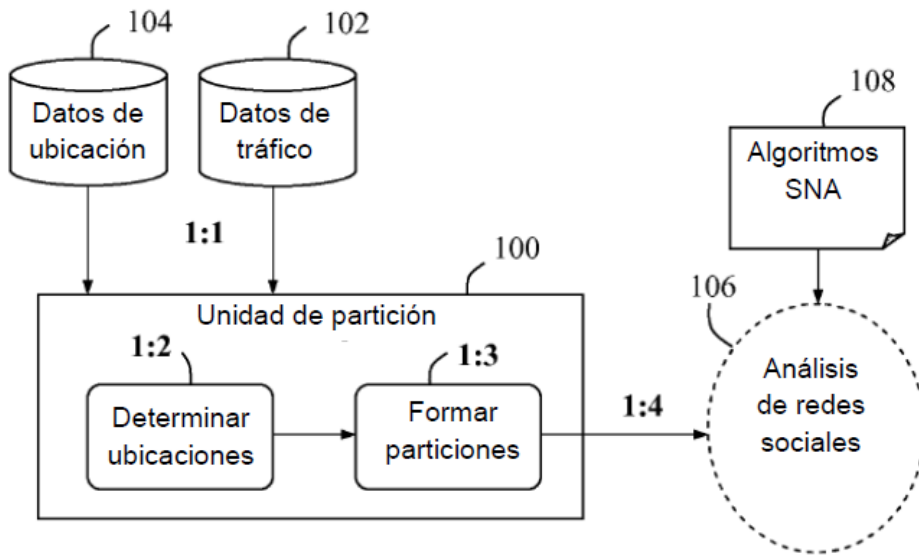 104
102
108
Datos de
ubicación
Datos de
tráfico
Algoritmos
SNA
1:1
100
106
Unidad de partición
1:2
1:3
1:4
Determinar
ubicaciones
Formar
particiones
Análisis
de redes
sociales